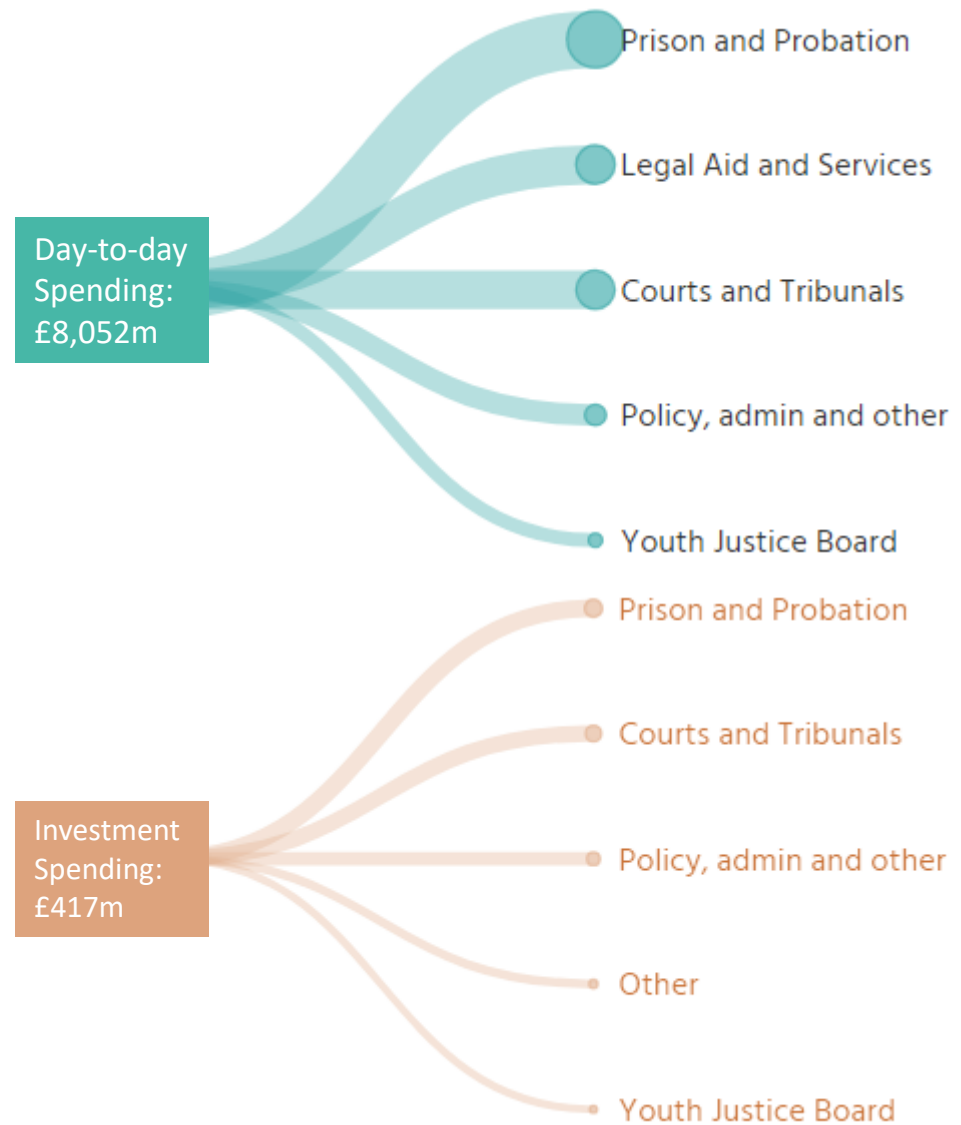 Prison and Probation
Legal Aid and Services
Day-to-day
Spending:
£8,052m
Courts and Tribunals
Policy, admin and other
Youth Justice Board
Prison and Probation
Courts and Tribunals
Investment
Spending:
£417m
Policy, admin and other
Other
Youth Justice Board